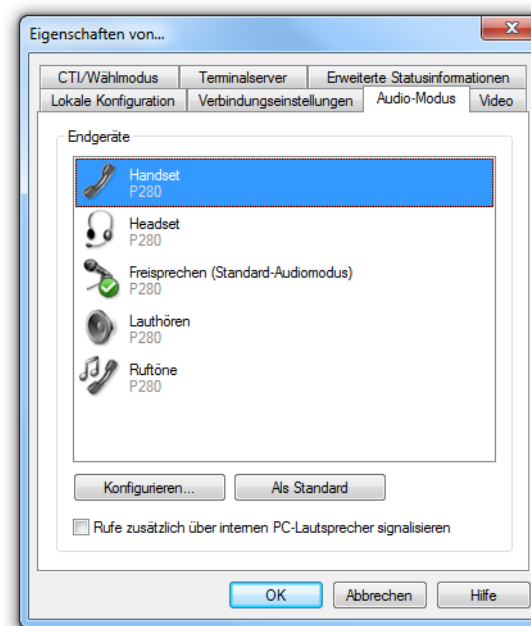 Eigenschaften von...
CTI/Wählmodus Terminalserver Erweiterte Statusinformationen
Lokale Konfiguration Verbindungseinstellungen Audio-Modus Video
Endgeräte
Handset
P280
Headset
P280
Freisprechen (Standard-Audiomodus)
P280
Lauthören
P280
Ruftöne
P280
Konfigurieren... Als Standard
Rufe zusätzlich über internen PC-Lautsprecher signalisieren
OK Abbrechen Hilfe